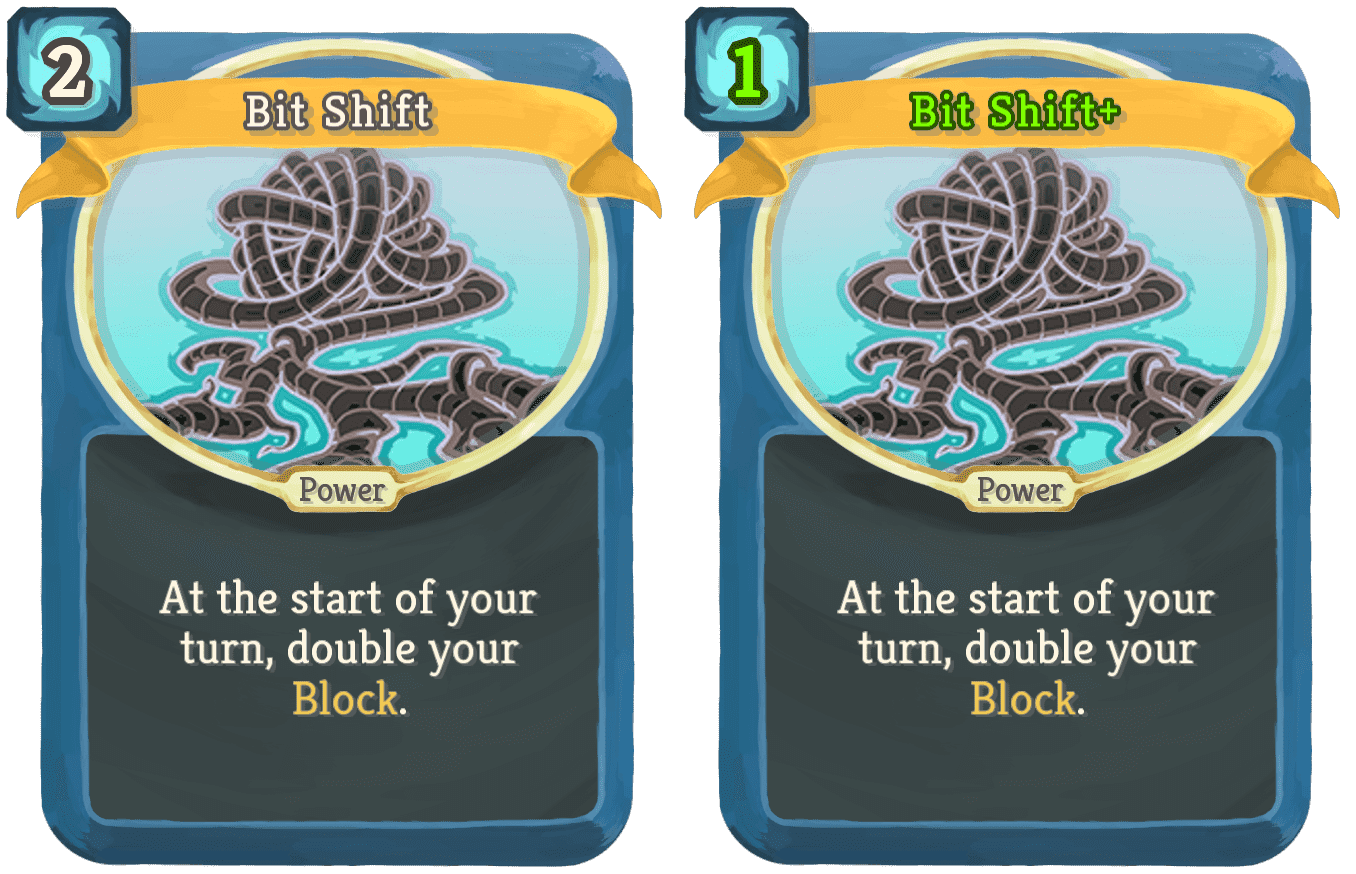 2
Bit Shift
Power
At the start of your
turn, double your
Block.
1
Bit Shift+
Power
At the start of your
turn, double your
Block.